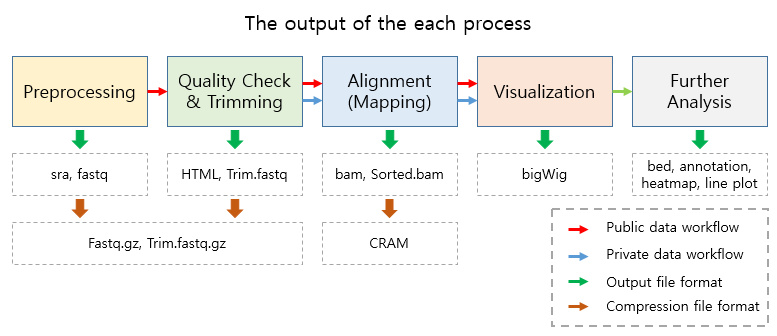 The output of the each process
Preprocessing
Quality Check
& Trimming
Alignment
(Mapping)
Visualization
Further
Analysis
sra, fastq
HTML, Trim.fastq
bam, Sorted.bam
bigWig
bed, annotation,
heatmap, line plot
Fastq.gz, Trim.fastq.gz
CRAM
Public data workflow
Private data workflow
Output file format
Compression file format